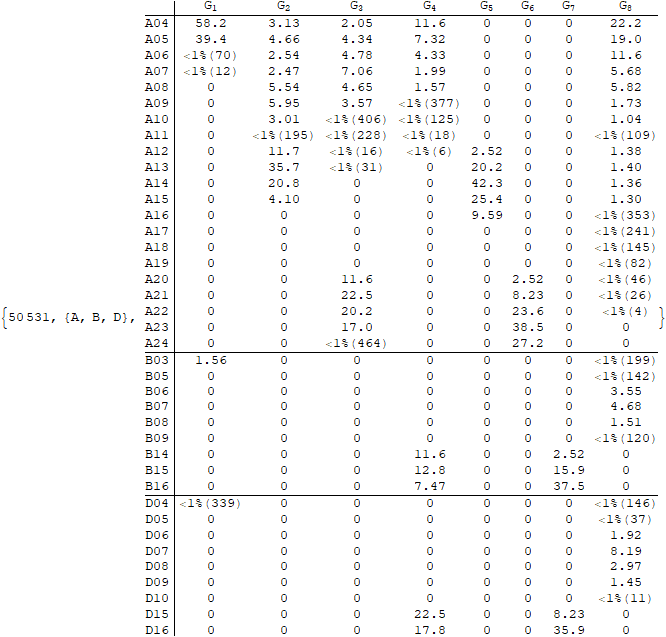 G1 G2 G3 G4 G5 G6 G7 G8
A04 58.2 3.13 2.05 11.6 0 0 0 22.2
A05 39.4 4.66 4.34 7.32 0 0 0 19.0
A06 <1%(70) 2.54 4.78 4.33 0 0 0 11.6
A07 <1%(12) 2.47 7.06 1.99 0 0 0 5.68
A08 0 5.54 4.65 1.57 0 0 0 5.82
A09 0 5.95 3.57 <1%(377) 0 0 0 1.73
A10 0 3.01 <1%(406) <1%(125) 0 0 0 1.04
A11 0 <1%(195) <1%(228) <1%(18) 0 0 0 <1%(109)
A12 0 11.7 <1%(16) <1%(6) 2.52 0 0 1.38
A13 0 35.7 <1%(31) 0 20.2 0 0 1.40
A14 0 20.8 0 0 42.3 0 0 1.36
A15 0 4.10 0 0 25.4 0 0 1.30
A16 0 0 0 0 9.59 0 0 <1%(353)
A17 0 0 0 0 0 0 0 <1%(241)
A18 0 0 0 0 0 0 0 <1%(145)
A19 0 0 0 0 0 0 0 <1%(82)
A20 0 0 11.6 0 0 2.52 0 <1%(46)
A21 0 0 22.5 0 0 8.23 0 <1%(26)
{50531, {A, B, D}, A22 0 0 20.2 0 0 23.6 0 <1%(4) }
A23 0 0 17.0 0 0 38.5 0 0
A24 0 0 <1%(464) 0 0 27.2 0 0
B03 1.56 0 0 0 0 0 0 <1%(199)
B05 0 0 0 0 0 0 0 <1%(142)
B06 0 0 0 0 0 0 0 3.55
B07 0 0 0 0 0 0 0 4.68
B08 0 0 0 0 0 0 0 1.51
B09 0 0 0 0 0 0 0 <1%(120)
B14 0 0 0 11.6 0 0 2.52 0
B15 0 0 0 12.8 0 0 15.9 0
B16 0 0 0 7.47 0 0 37.5 0
D04 <1%(339) 0 0 0 0 0 0 <1%(146)
D05 0 0 0 0 0 0 0 <1%(37)
D06 0 0 0 0 0 0 0 1.92
D07 0 0 0 0 0 0 0 8.19
D08 0 0 0 0 0 0 0 2.97
D09 0 0 0 0 0 0 0 1.45
D10 0 0 0 0 0 0 0 <1%(11)
D15 0 0 0 22.5 0 0 8.23 0
D16 0 0 0 17.8 0 0 35.9 0